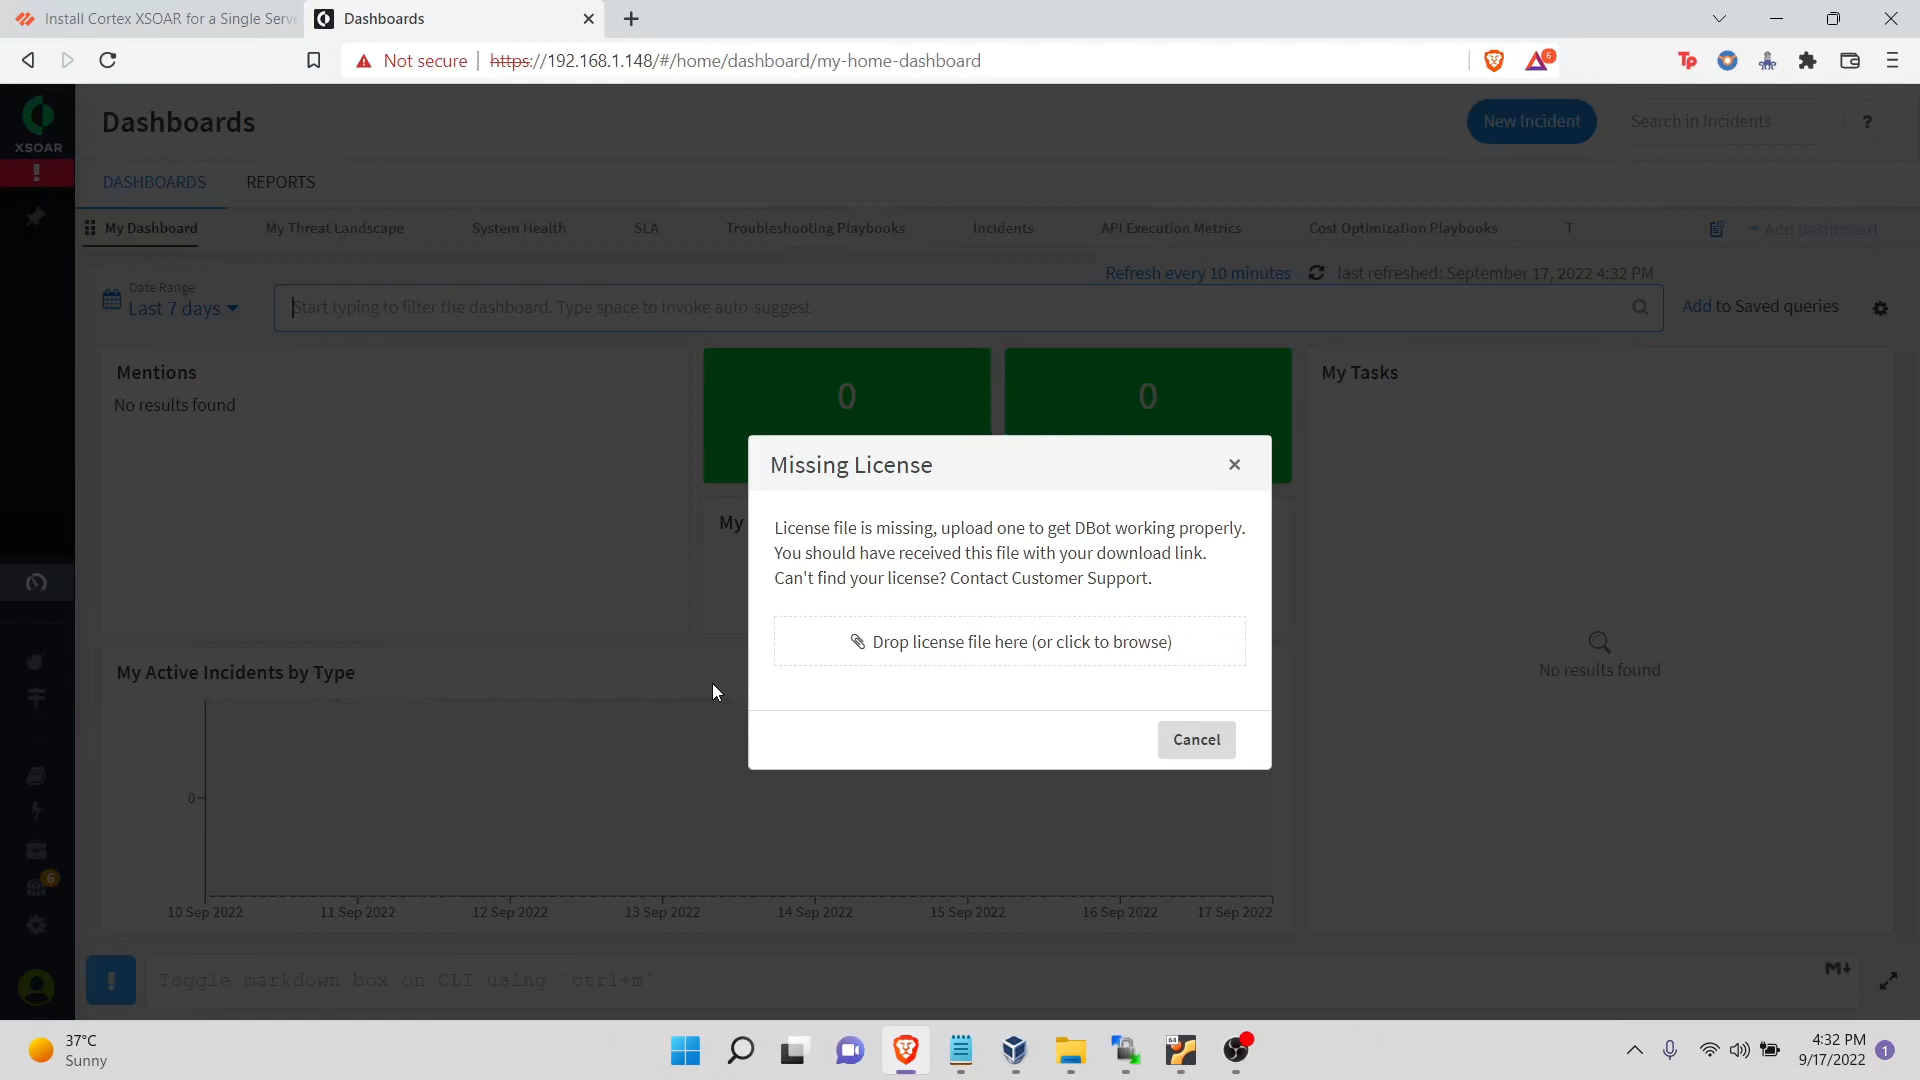 Install Cortex XSOAR for a Single Serve
Dashboards
Not secure
https://192.168.1.148/#/home/dashboard/my-home-dashboard
6
Tp
XSOAR
Dashboards
New Incident
Search in Incidents
?
DASHBOARDS
REPORTS
My Dashboard
My Threat Landscape
System Health
SLA
Troubleshooting Playbooks
Incidents
API Execution Metrics
Cost Optimization Playbooks
T
Add dashboard
Refresh every 10 minutes
last refreshed: September 17, 2022 4:32 PM
Date Range
Last 7 days
Start typing to filter the dashboard. Type space to invoke auto-suggest
Add to Saved queries
Mentions
No results found
0
0
My Tasks
No results found
My
Missing License
License file is missing, upload one to get DBot working properly.
You should have received this file with your download link.
Can't find your license? Contact Customer Support.
Drop license file here (or click to browse)
Cancel
My Active Incidents by Type
0
10 Sep 2022
11 Sep 2022
12 Sep 2022
13 Sep 2022
14 Sep 2022
15 Sep 2022
16 Sep 2022
17 Sep 2022
6
!
Toggle markdown box on CLI using `ctrl+m`
M
37°C
Sunny
64
4:32 PM
9/17/2022
1